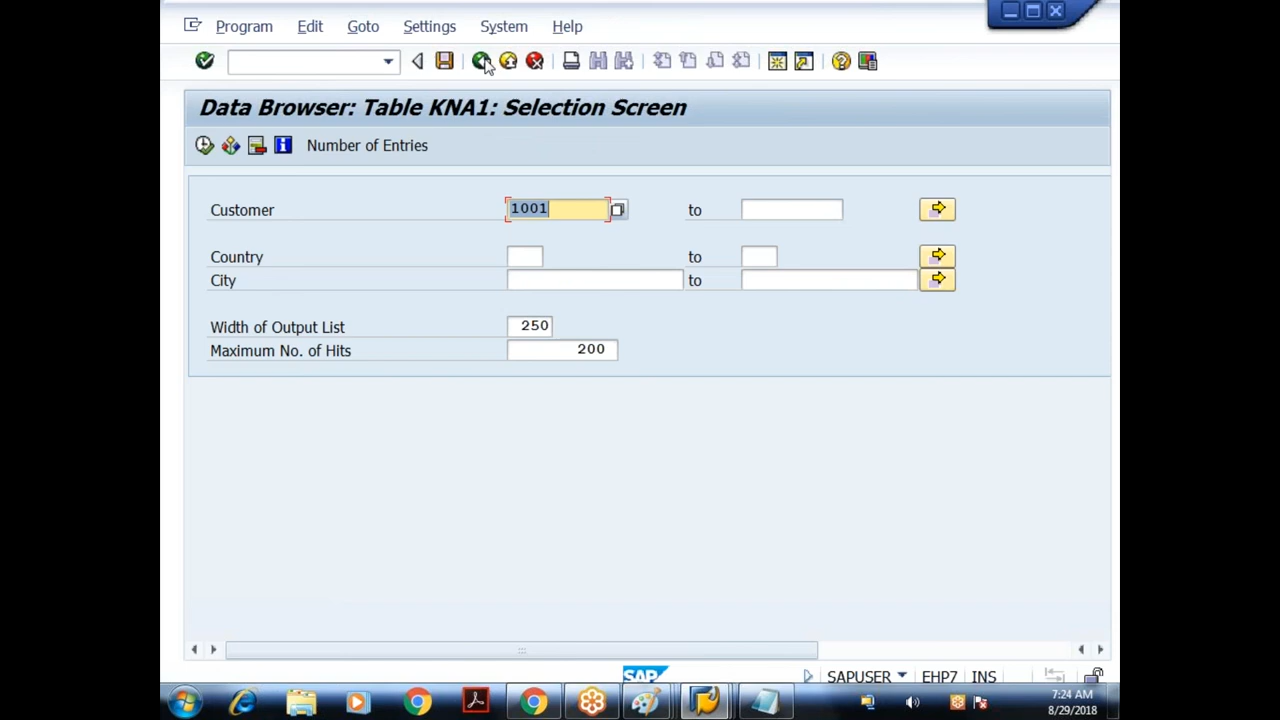 Program Edit Goto Settings System Help
Data Browser: Table KNA1: Selection Screen
Number of Entries
Customer 1001 to
Country to
City to
Width of Output List 250
Maximum No. of Hits 200
SAP SAPUSER EHP7 INS
7:24 AM
8/29/2018